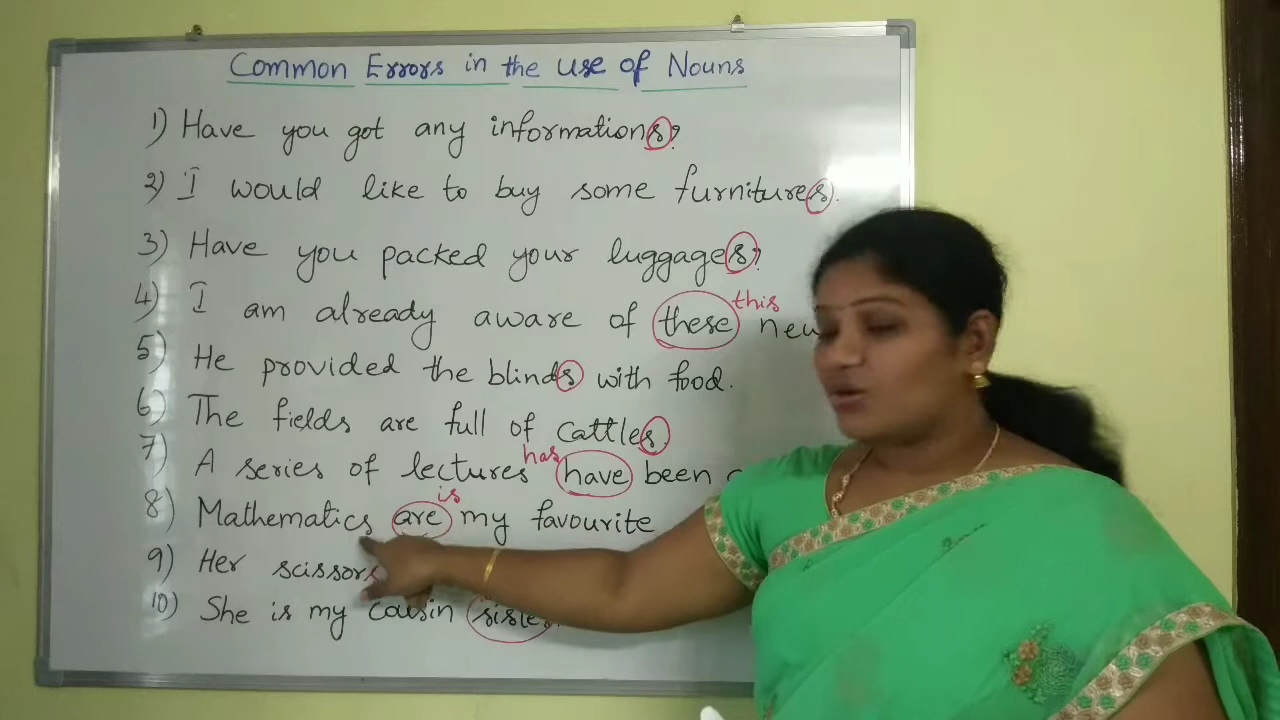 Common Errors in the use of Nouns
1) Have you got any informations?
2) I would like to buy some furnitures.
3) Have you packed your luggages?
this
4) I am already aware of these
5) He provided the blinds with food.
6) The fields are full of cattles.
has
7) A series of lectures have been
is
8) Mathematics are my favourite
9) Her scissors
10) She is my cousin sister.